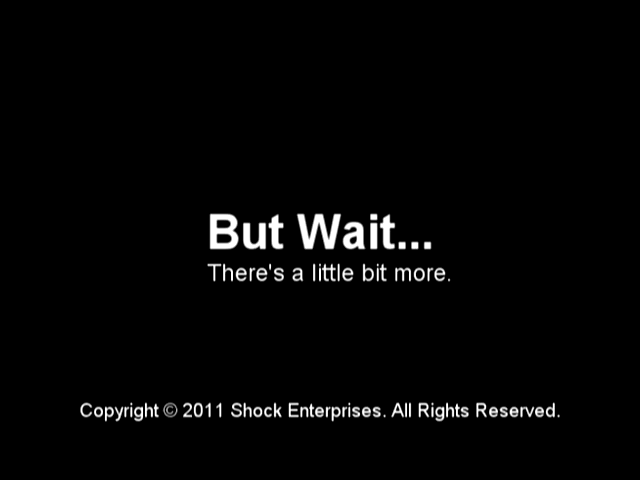 But Wait...
There's a little bit more.
Copyright © 2011 Shock Enterprises. All Rights Reserved.